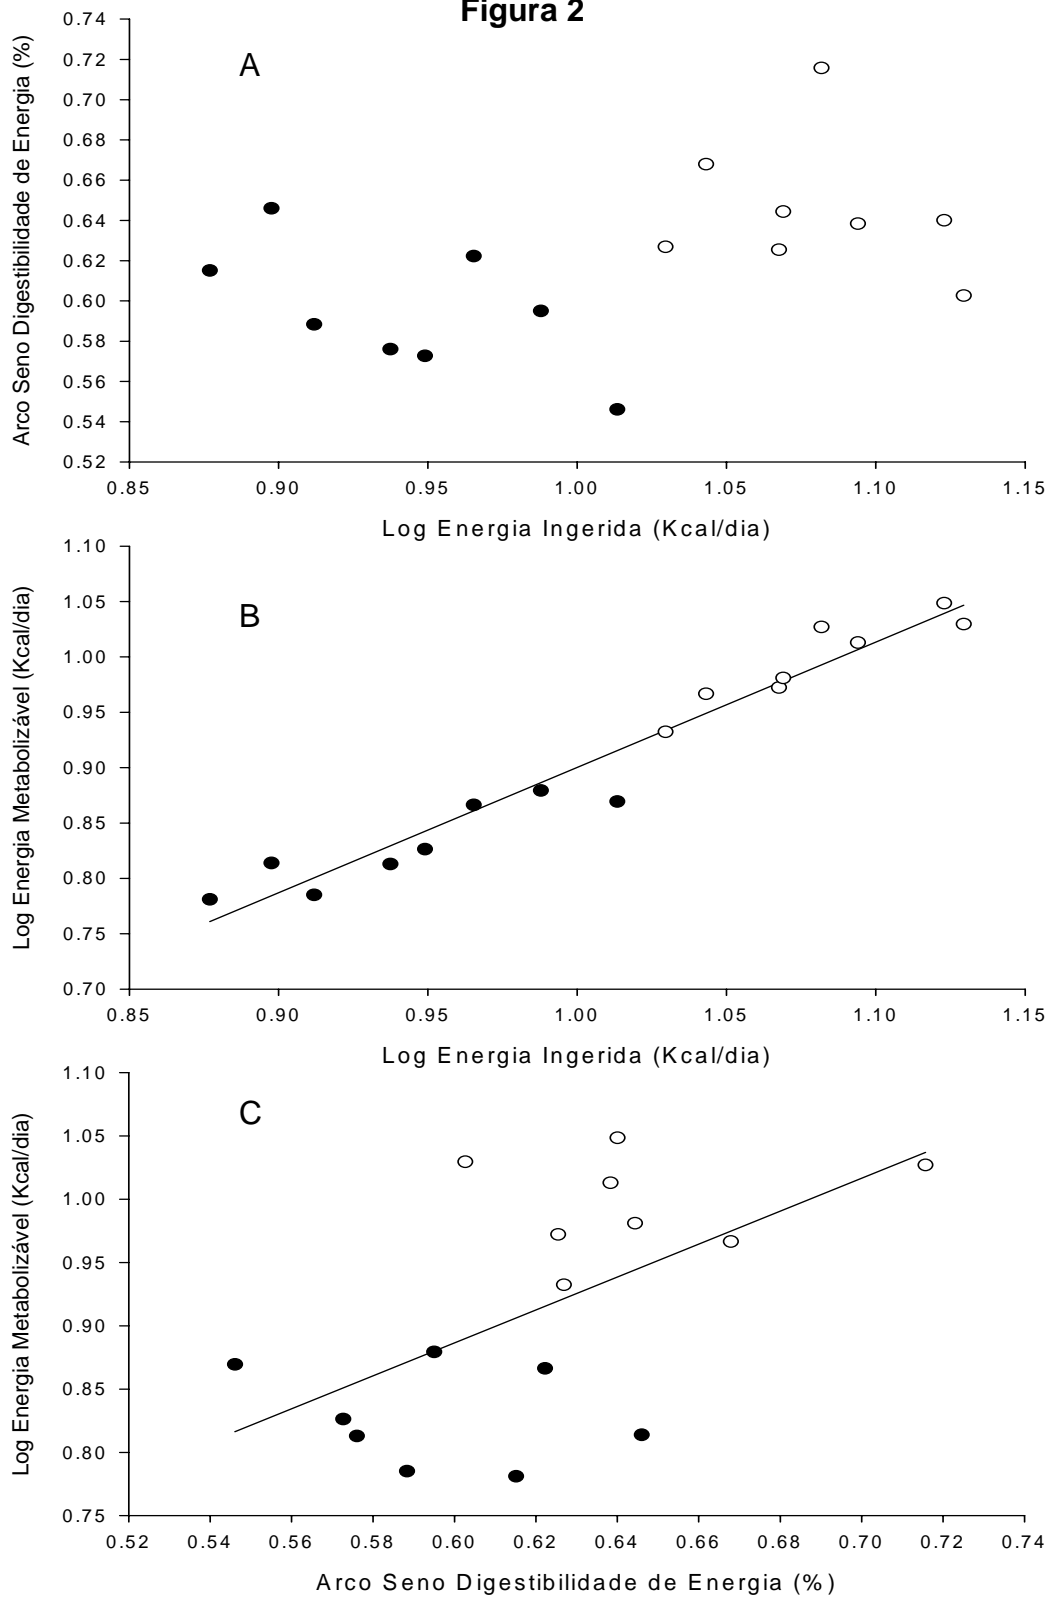 Figura 2
A
Arco Seno Digestibilidade de Energia (%)
0.74
0.72
0.70
0.68
0.66
0.64
0.62
0.60
0.58
0.56
0.54
0.52
0.85 0.90 0.95 1.00 1.05 1.10 1.15
Log Energia Ingerida (Kcal/dia)
B
Log Energia Metabolizável (Kcal/dia)
1.10
1.05
1.00
0.95
0.90
0.85
0.80
0.75
0.70
0.85 0.90 0.95 1.00 1.05 1.10 1.15
Log Energia Ingerida (Kcal/dia)
C
Log Energia Metabolizável (Kcal/dia)
1.10
1.05
1.00
0.95
0.90
0.85
0.80
0.75
0.52 0.54 0.56 0.58 0.60 0.62 0.64 0.66 0.68 0.70 0.72 0.74
Arco Seno Digestibilidade de Energia (%)